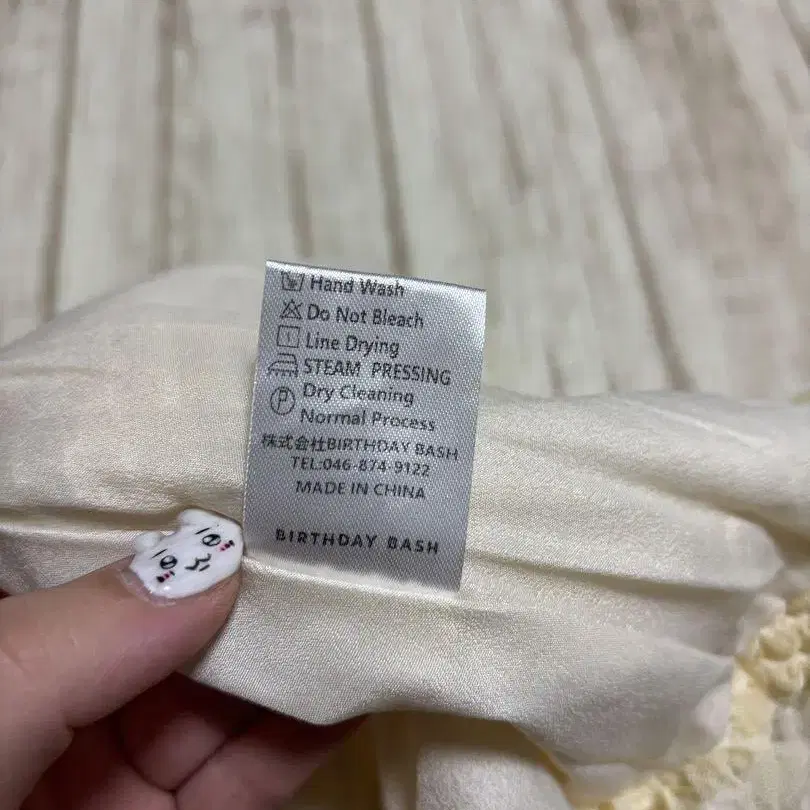 Hand Wash
Do Not Bleach
Line Drying
STEAM PRESSING
Dry Cleaning
Normal Process
株式会社BIRTHDAY BASH
TEL:046-874-9122
MADE IN CHINA
BIRTHDAY BASH